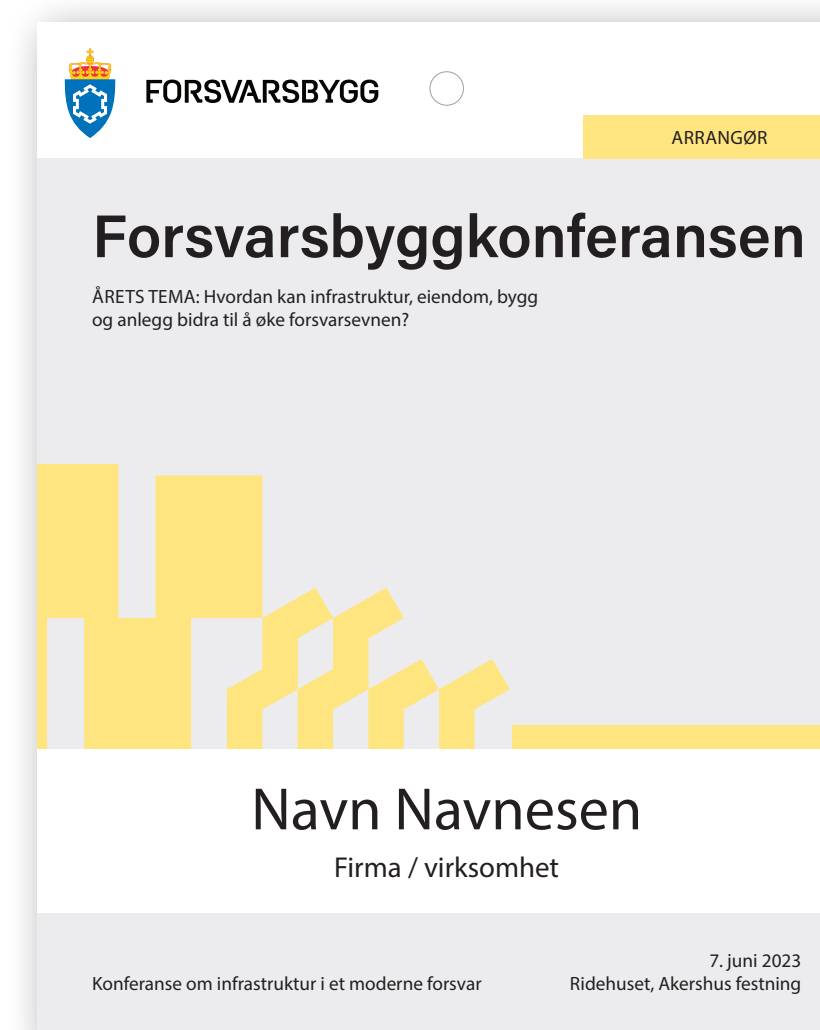 FORSVARSBYGG
ARRANGØR
Forsvarsbyggkonferansen
ÅRETS TEMA: Hvordan kan infrastruktur, eiendom, bygg
og anlegg bidra til å øke forsvarsevnen?
Navn Navnesen
Firma / virksomhet
7. juni 2023
Konferanse om infrastruktur i et moderne forsvar
Ridehuset, Akershus festning